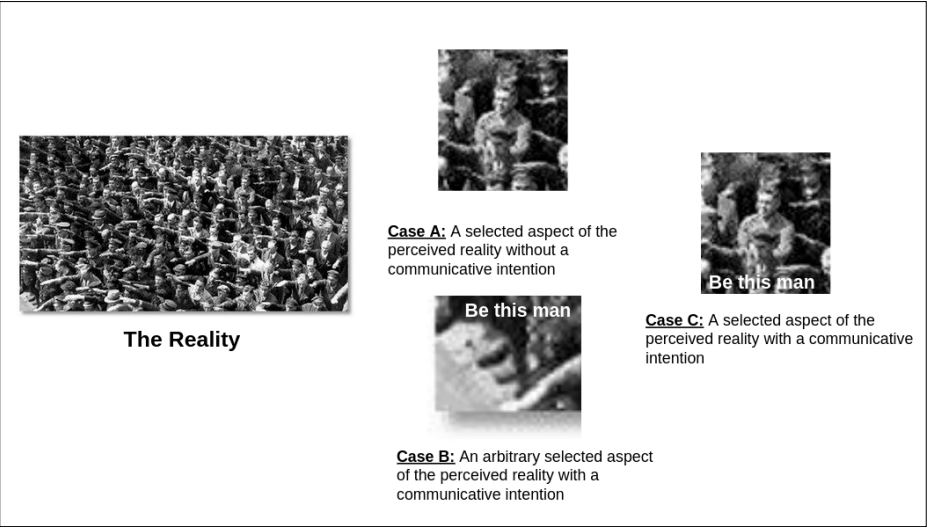 The Reality
Case A: A selected aspect of the
perceived reality without a
communicative intention
Be this man
Case B: An arbitrary selected aspect
of the perceived reality with a
communicative intention
Be this man
Case C: A selected aspect of the
perceived reality with a communicative
intention